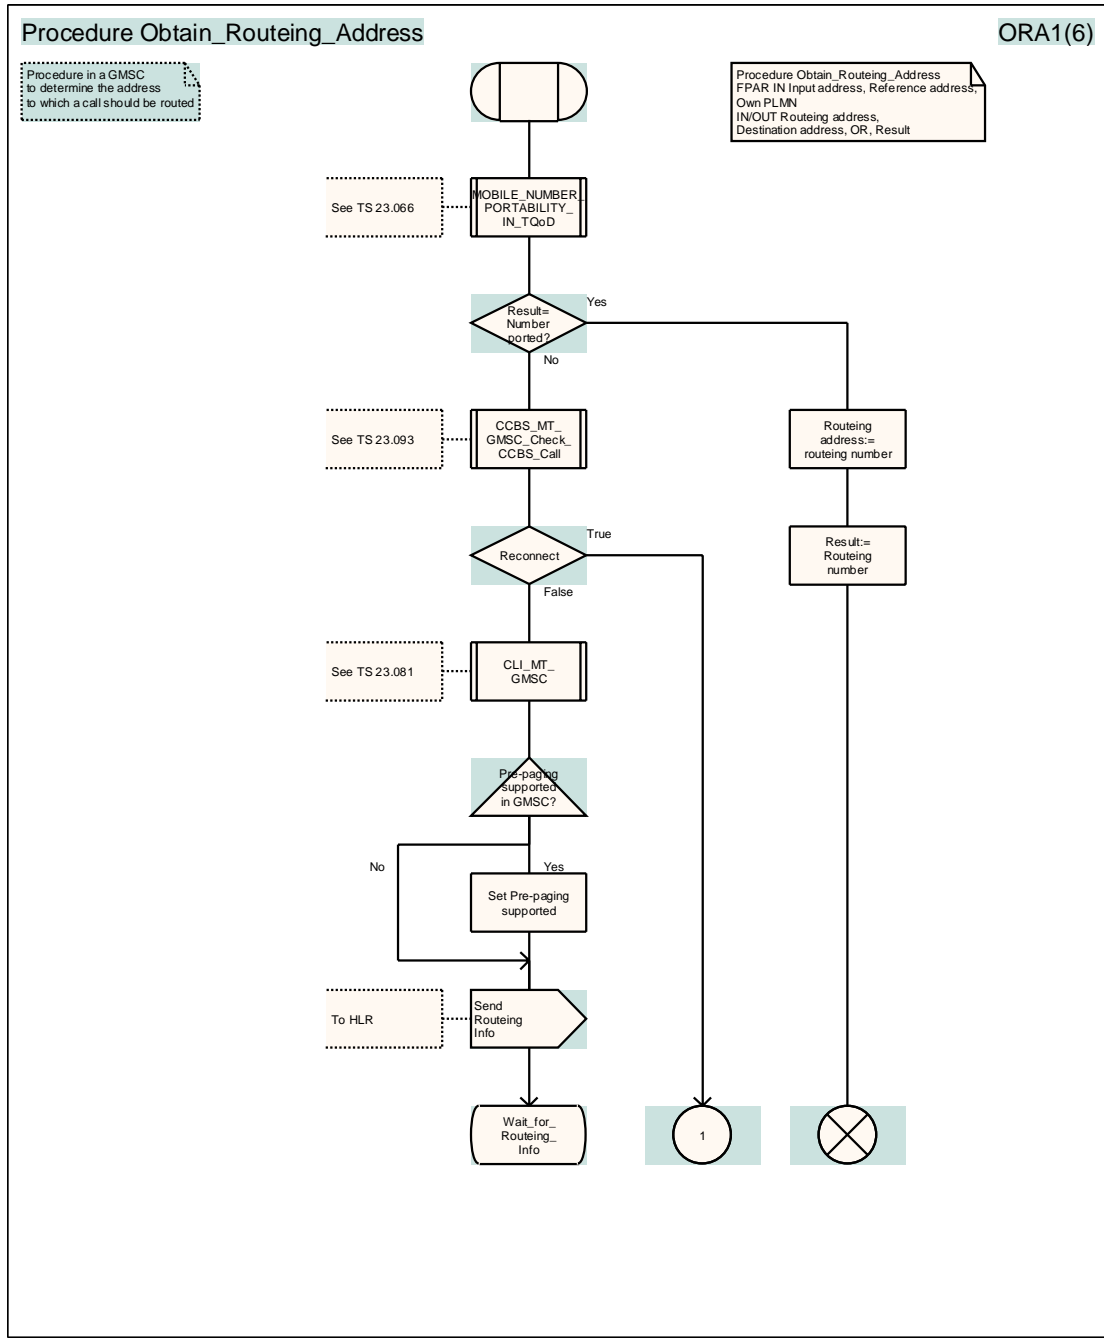 Procedure Obtain_Routeing_Address
ORA1(6)
Procedure in a GMSC
to determine the address
to which a call should be routed
Procedure Obtain_Routeing_Address
FPAR IN Input address, Reference address,
Own PLMN
IN/OUT Routeing address,
Destination address, OR, Result
See TS 23.066
MOBILE_NUMBER_
PORTABILITY_
IN_TQoD
Result=
Number
ported?
Yes
No
See TS 23.093
CCBS_MT_
GMSC_Check_
CCBS_Call
Routeing
address:=
routeing number
Reconnect
True
False
Result:=
Routeing
number
See TS 23.081
CLI_MT_
GMSC
Pre-paging
supported
in GMSC?
No
Yes
Set Pre-paging
supported
To HLR
Send
Routeing
Info
Wait_for_
Routeing_
Info
1